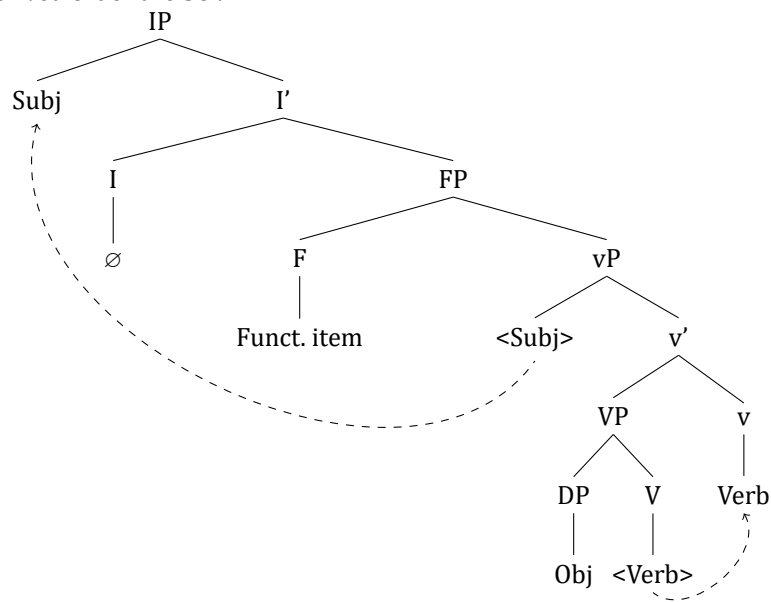 IP
Subj I’
I FP
∅ F vP
Funct. item <Subj> v’
VP v
DP V Verb
Obj <Verb>